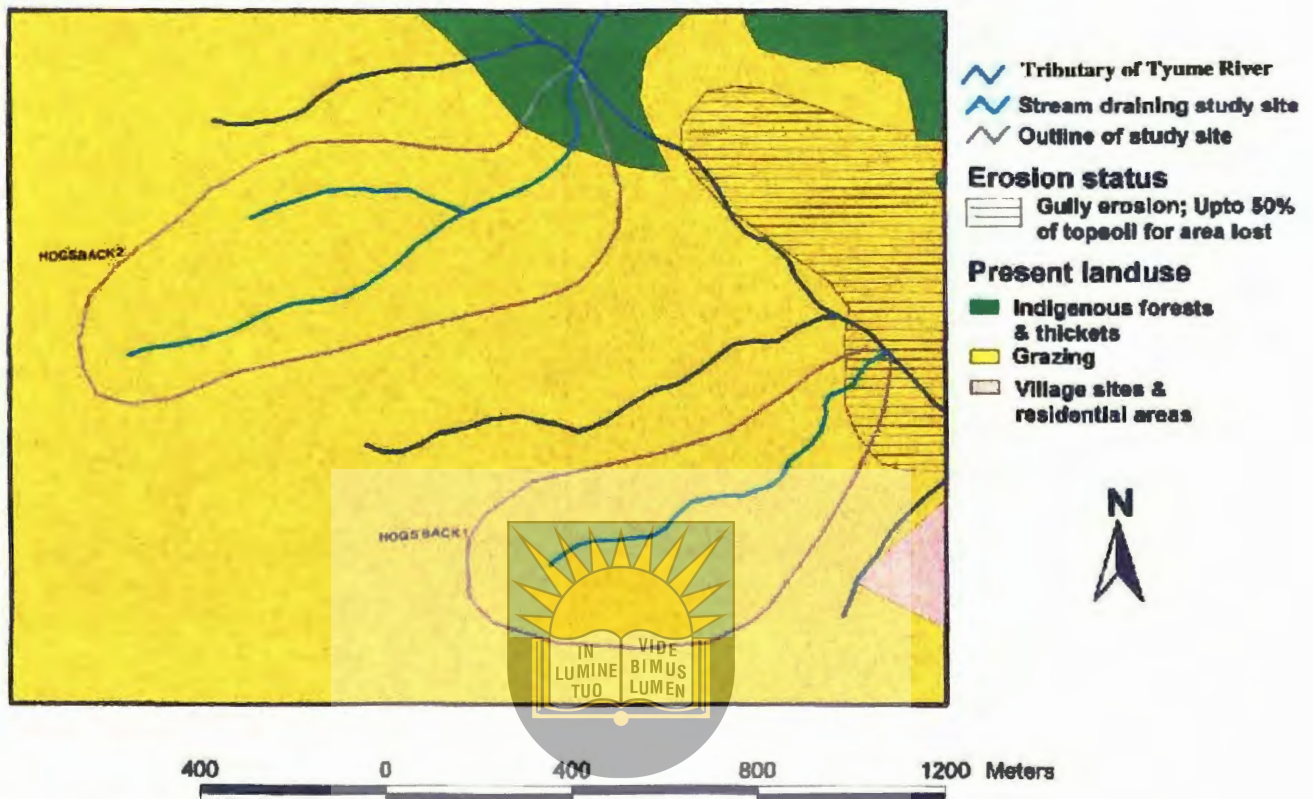 Tributary of Tyume River
Stream draining study site
Outline of study site
Erosion status
Gully erosion; Upto 50%
of topsoil for area lost
Present landuse
Indigenous forests
& thickets
Grazing
Village sites &
residential areas
HOGSBACK2
HOGSBACK1
N
IN
LUMINE
TUO
VIDE
BIMUS
LUMEN
400 0 400 800 1200 Meters